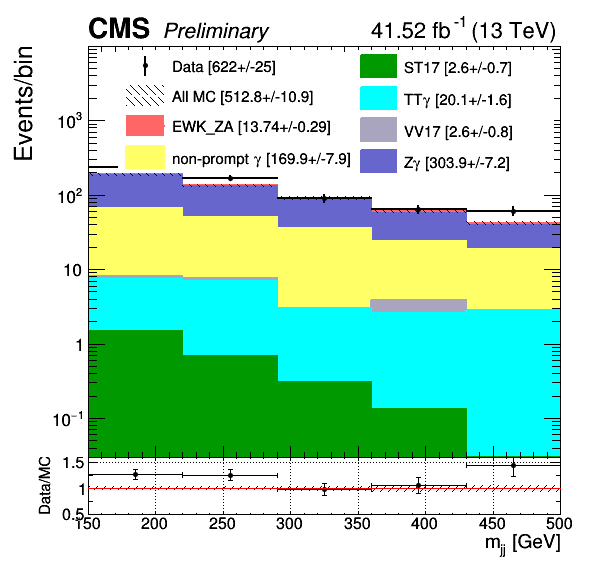 CMS Preliminary 41.52 fb⁻¹ (13 TeV)
Events/bin
Data [622+/-25]
All MC [512.8+/-10.9]
EWK_ZA [13.74+/-0.29]
non-prompt γ [169.9+/-7.9]
ST17 [2.6+/-0.7]
TTγ [20.1+/-1.6]
VV17 [2.6+/-0.8]
Zγ [303.9+/-7.2]
10³
10²
10
1
10⁻¹
Data/MC
1.5
1
0.5
150 200 250 300 350 400 450 500
m_jj [GeV]